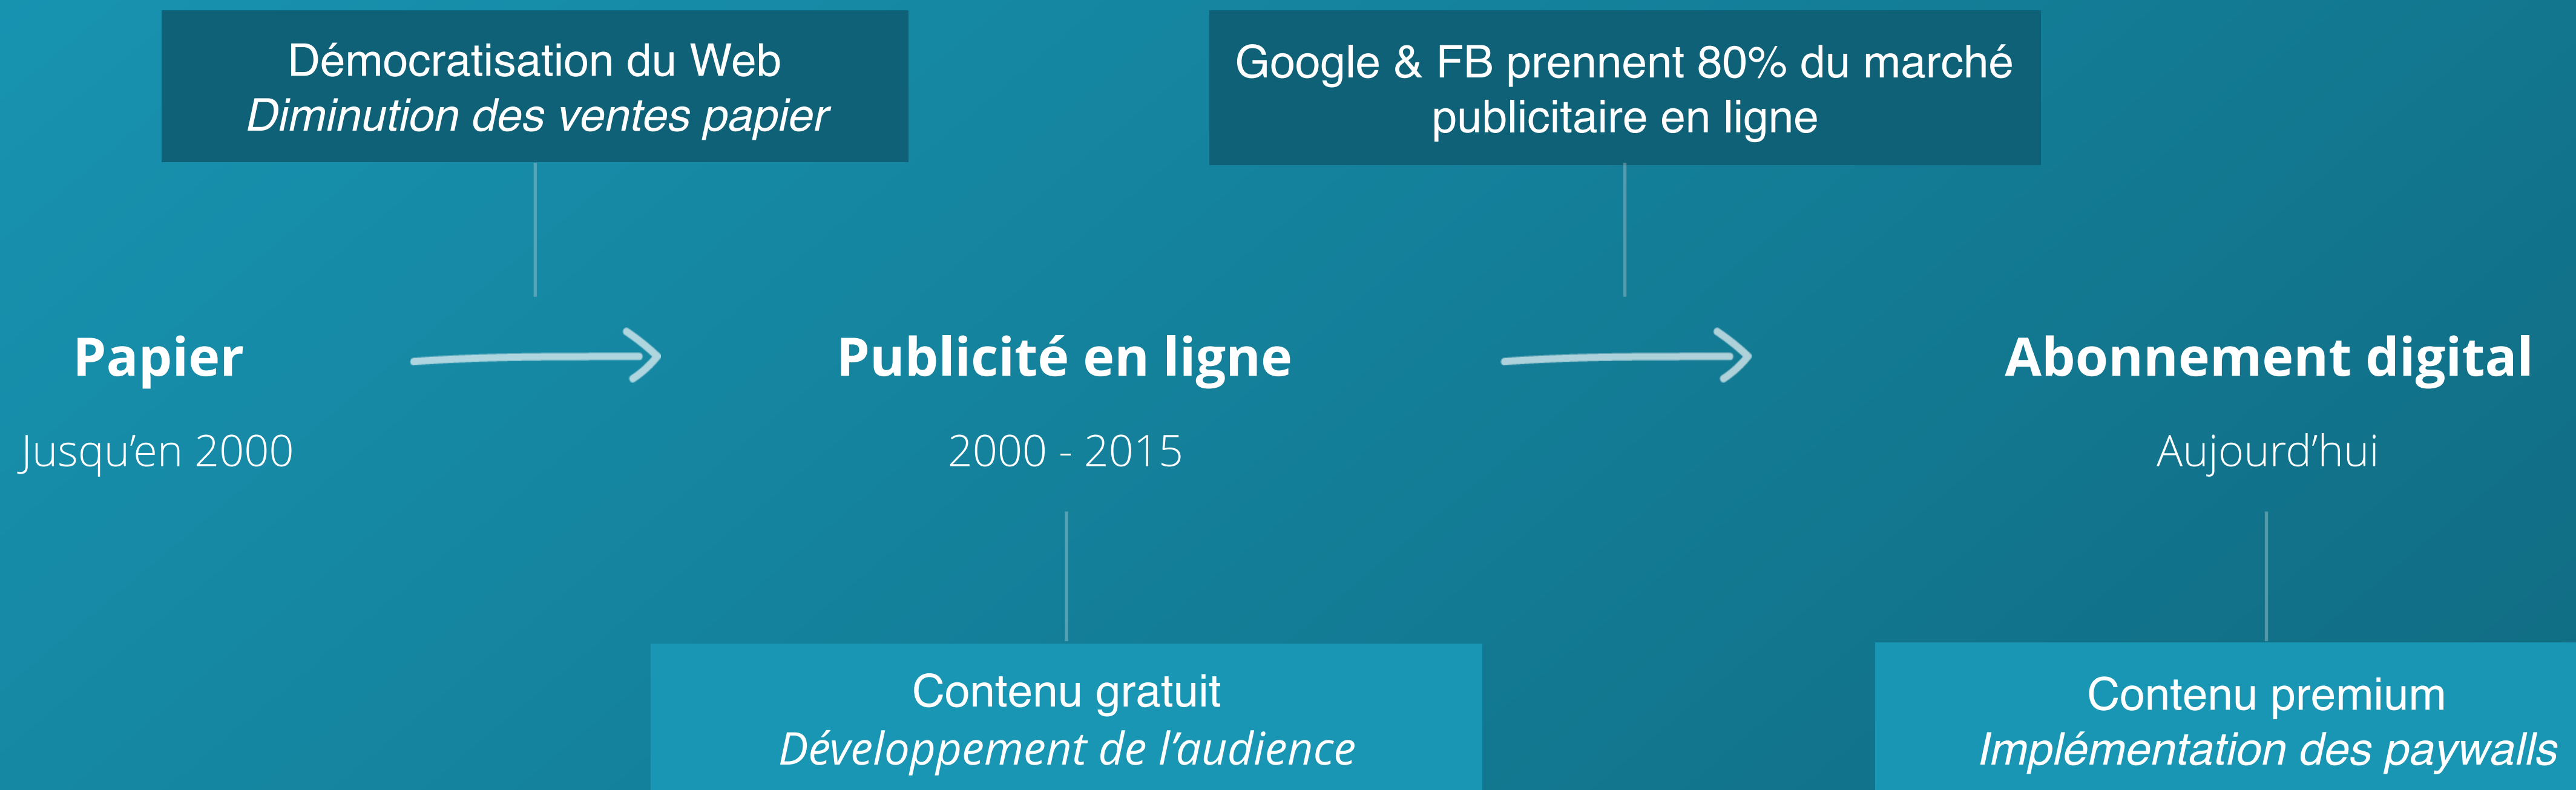 Démocratisation du Web
Diminution des ventes papier
Google & FB prennent 80% du marché
publicitaire en ligne
Papier
Jusqu’en 2000
Publicité en ligne
2000 - 2015
Abonnement digital
Aujourd’hui
Contenu gratuit
Développement de l’audience
Contenu premium
Implémentation des paywalls